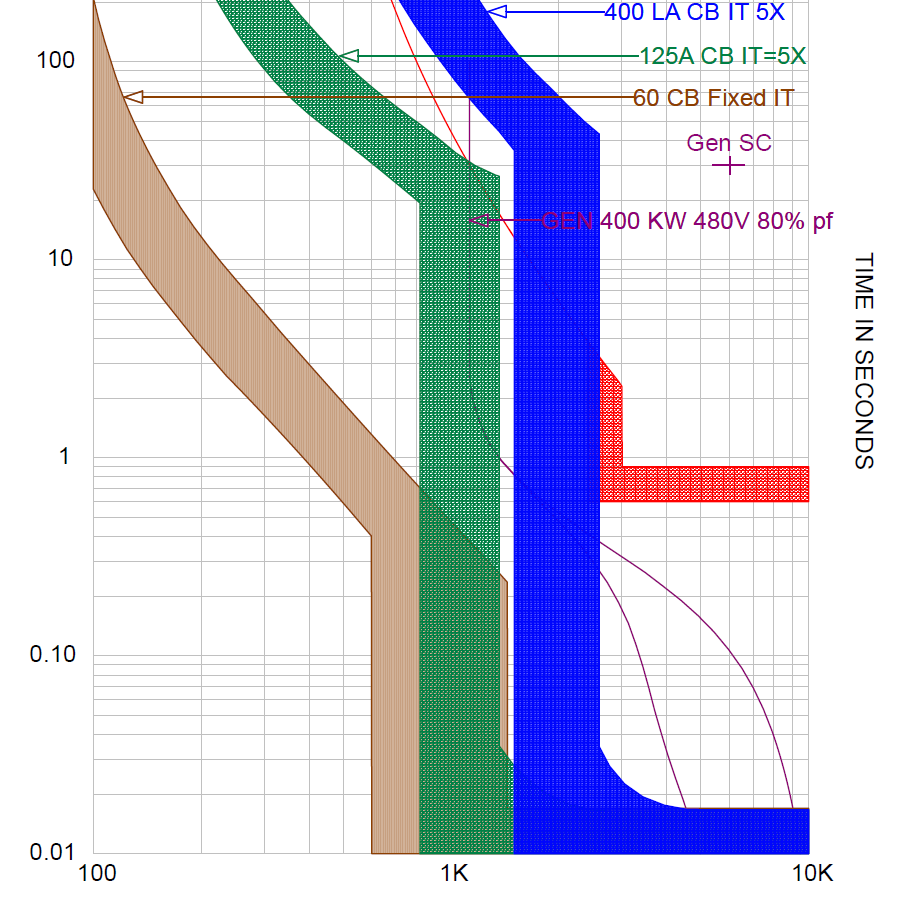 400 LA CB IT 5X
100
125A CB IT=5X
60 CB Fixed IT
Gen SC
GEN 400 KW 480V 80% pf
10
TIME IN SECONDS
1
0.10
0.01
100
1K
10K